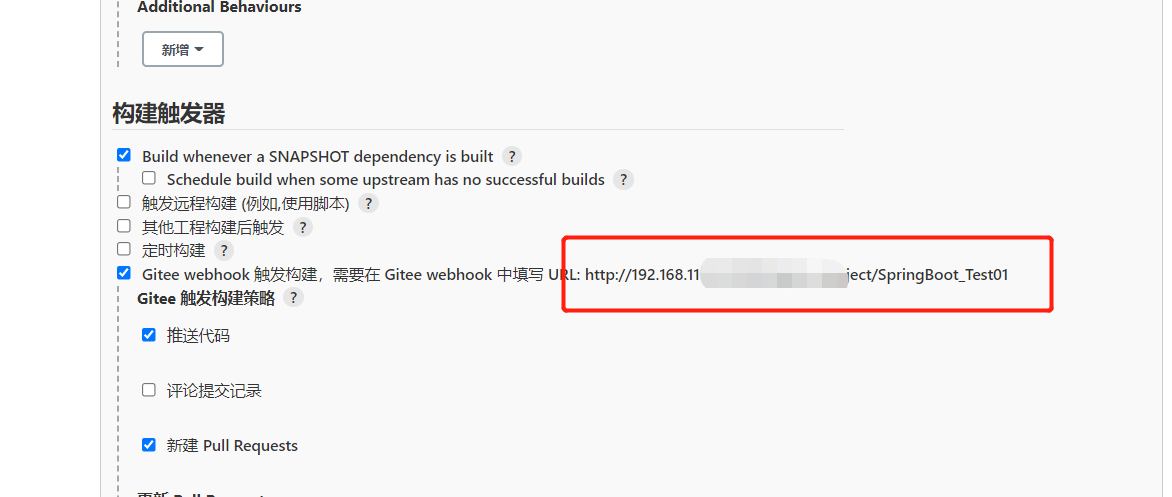 Additional Behaviours
新增
构建触发器
Build whenever a SNAPSHOT dependency is built ?
Schedule build when some upstream has no successful builds ?
触发远程构建 (例如,使用脚本) ?
其他工程构建后触发 ?
定时构建 ?
Gitee webhook 触发构建，需要在 Gitee webhook 中填写 URL: http://192.168.11 ject/SpringBoot_Test01
Gitee 触发构建策略 ?
推送代码
评论提交记录
新建 Pull Requests